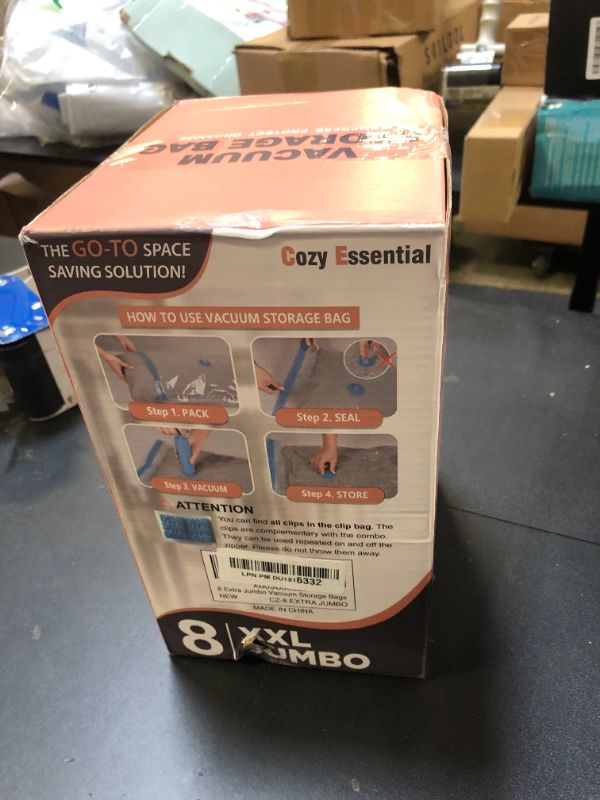 VACUUM
STORAGE BAG
COMPRESS PROTECT ORGANIZE
THE GO-TO SPACE
SAVING SOLUTION!
Cozy Essential
HOW TO USE VACUUM STORAGE BAG
Step 1. PACK
Step 2. SEAL
Step 3. VACUUM
Step 4. STORE
ATTENTION
You can find all clips in the clip bag. The
clips are complementary with the combo.
They can be used repeated on and off the
zipper. Please do not throw them away.
LPN PM DU1516332
8 Extra Jumbo Vacuum Storage Bags
NEW CZ-8 EXTRA JUMBO
MADE IN CHINA
8 XXL
JUMBO